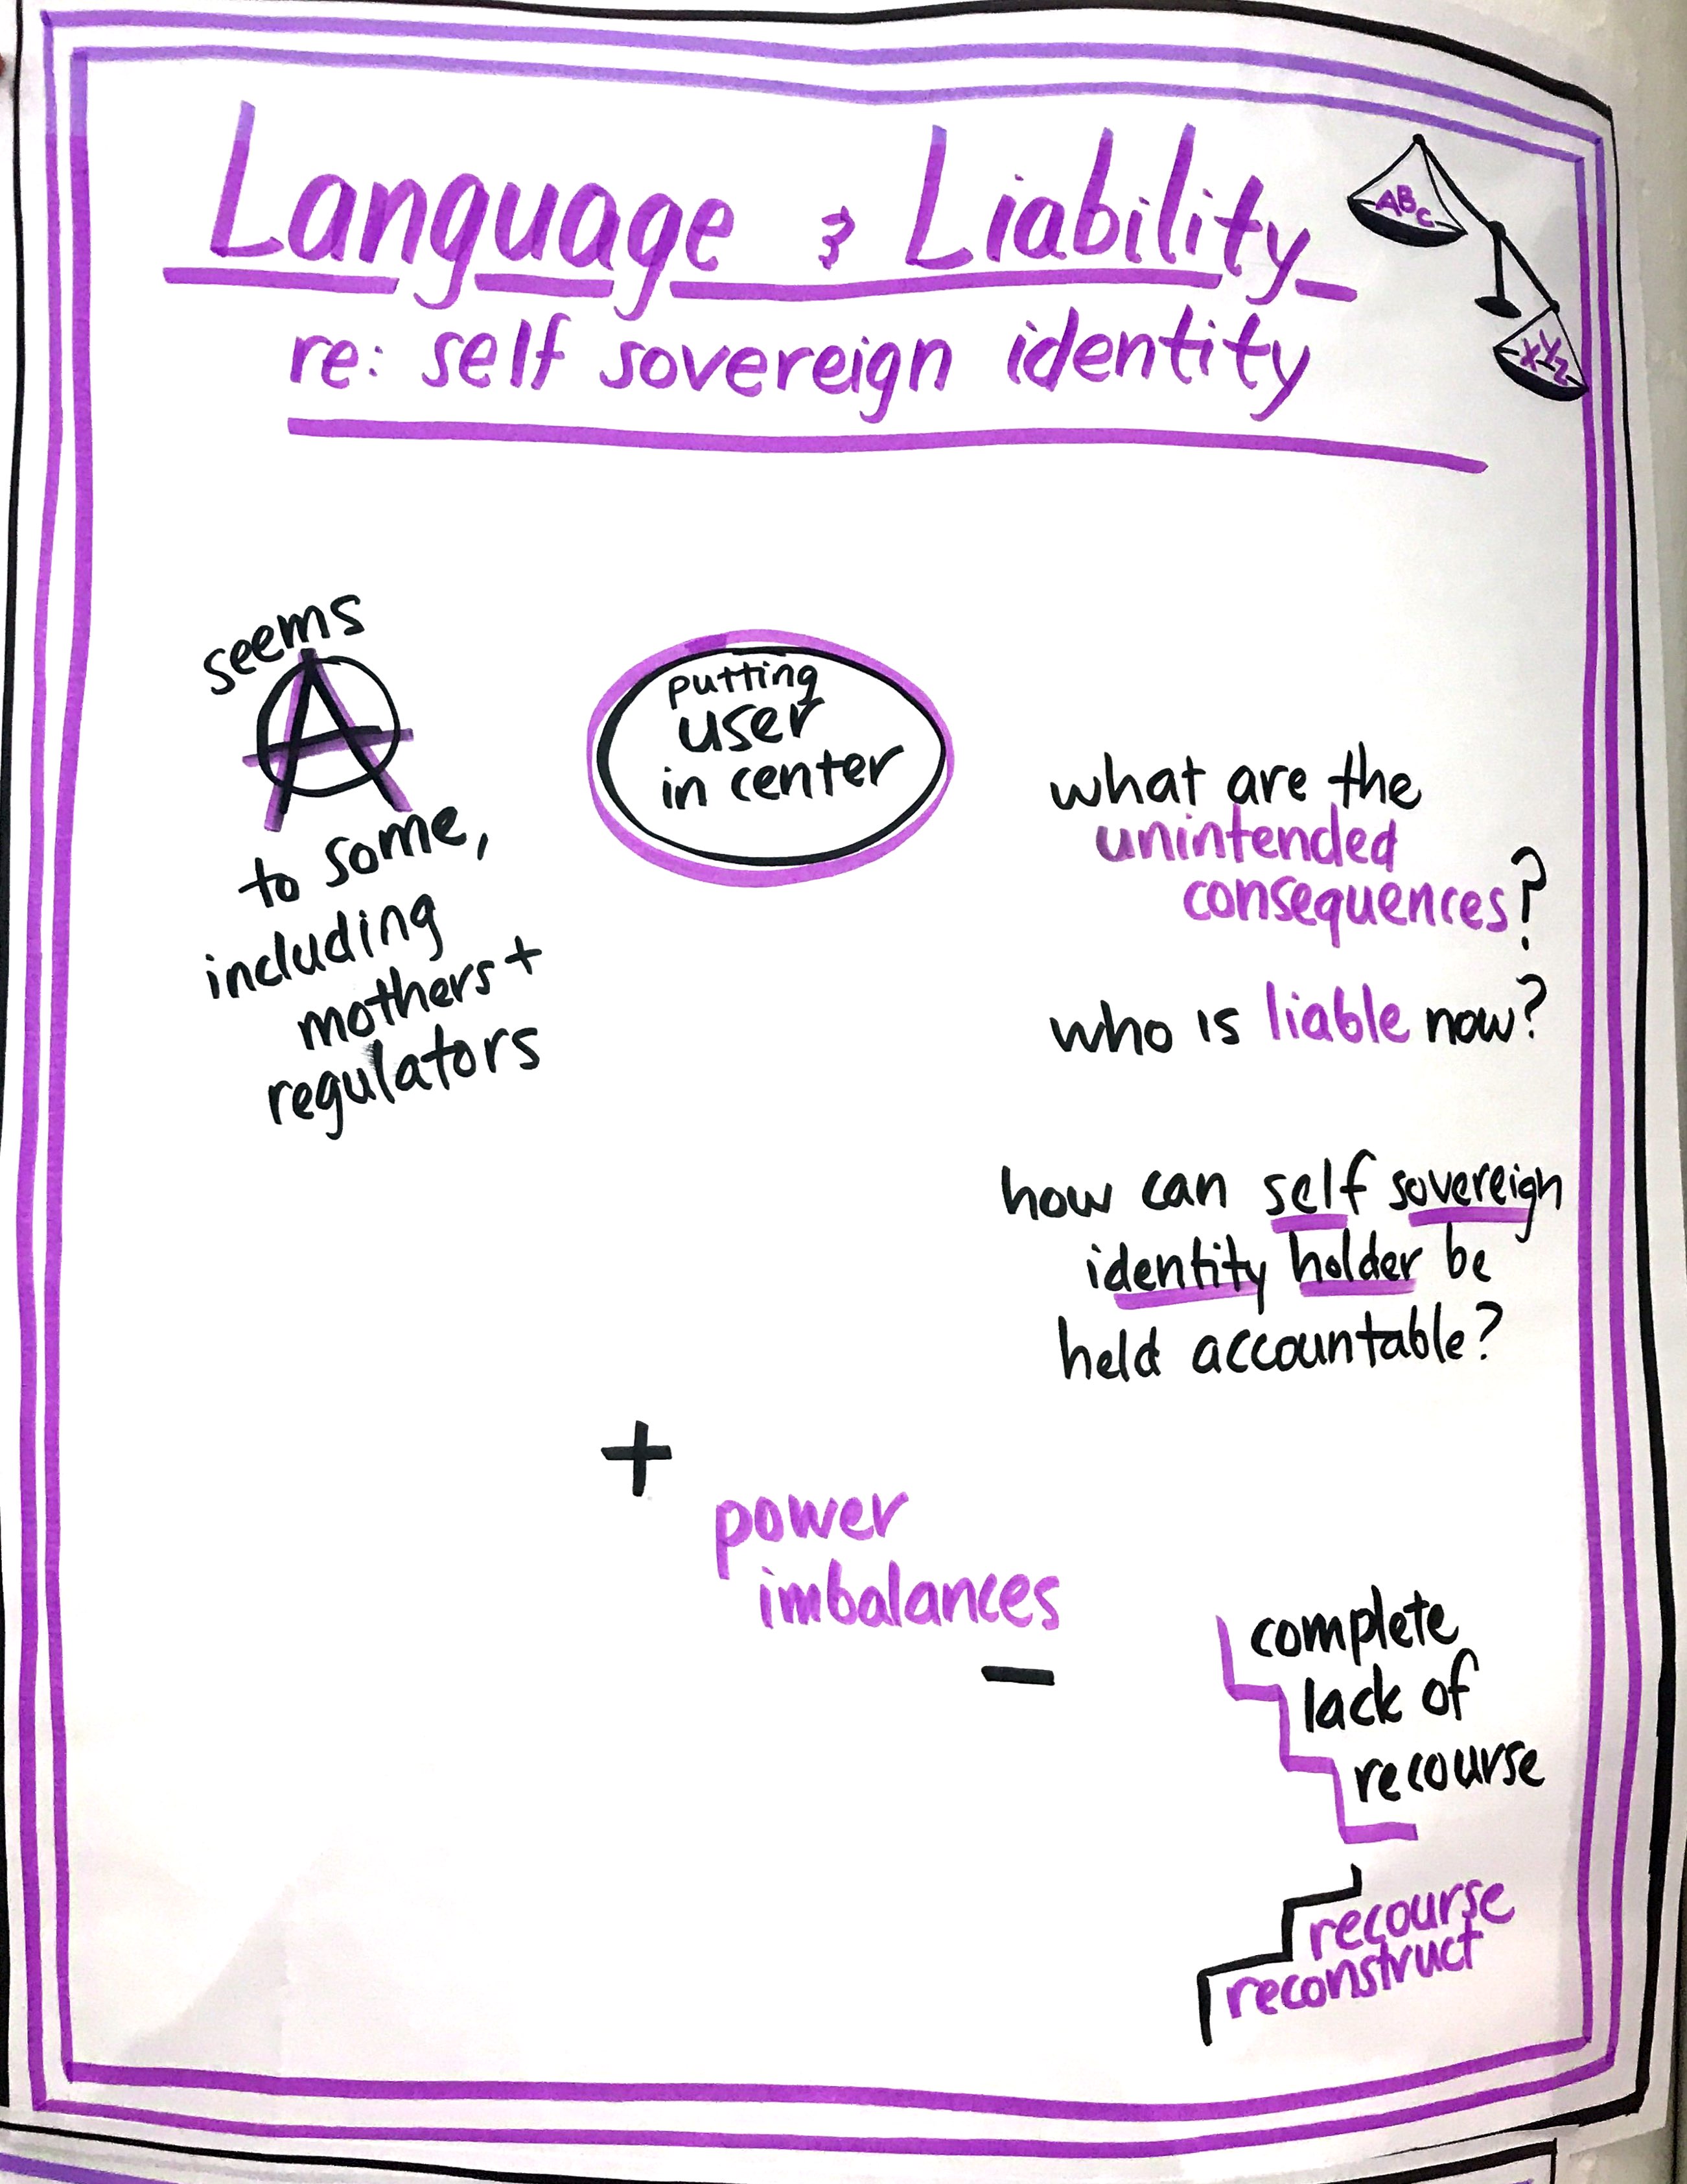 Language & Liability
re: self sovereign identity
ABC
XYZ
seems
A
to some,
including
mothers +
regulators
putting
user
in center
what are the
unintended
consequences?
who is liable now?
how can self sovereign
identity holder be
held accountable?
+
power
imbalances
-
complete
lack of
recourse
recourse
reconstruct